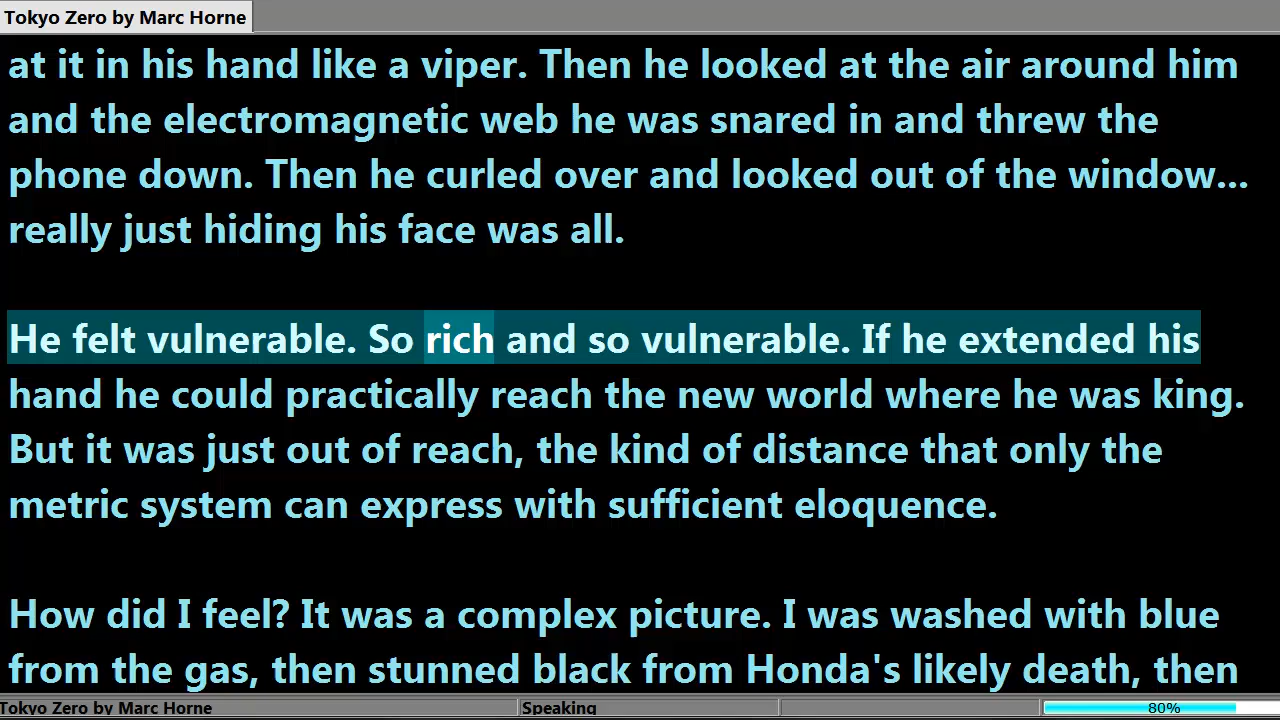 Tokyo Zero by Marc Horne
at it in his hand like a viper. Then he looked at the air around him
and the electromagnetic web he was snared in and threw the
phone down. Then he curled over and looked out of the window...
really just hiding his face was all.
He felt vulnerable. So rich and so vulnerable. If he extended his
hand he could practically reach the new world where he was king.
But it was just out of reach, the kind of distance that only the
metric system can express with sufficient eloquence.
How did I feel? It was a complex picture. I was washed with blue
from the gas, then stunned black from Honda's likely death, then
Tokyo Zero by Marc Horne Speaking 80%